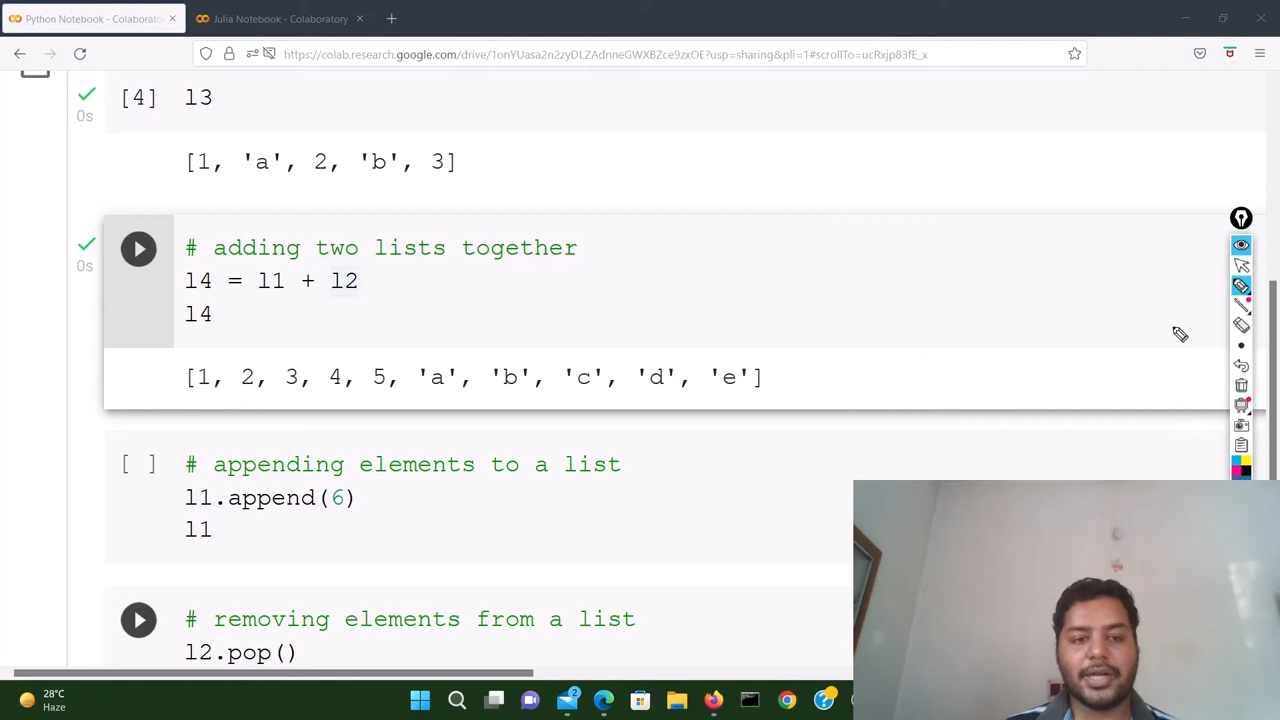 Python Notebook - Colaborato
Julia Notebook - Colaboratory
https://colab.research.google.com/drive/1onYUasa2n2zyDLZAdnneGWXBZce9zxOE?usp=sharing&pli=1#scrollTo=ucRxjp83fE_x
[4] l3
0s
[1, 'a', 2, 'b', 3]
# adding two lists together
0s
l4 = l1 + l2
l4
[1, 2, 3, 4, 5, 'a', 'b', 'c', 'd', 'e']
[ ] # appending elements to a list
l1.append(6)
l1
# removing elements from a list
l2.pop()
28°C
Haze
2